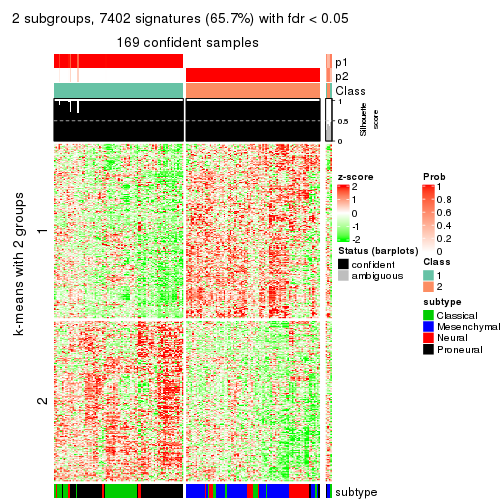 2 subgroups, 7402 signatures (65.7%) with fdr < 0.05
169 confident samples
p1
p2
Class
1
0.5
0
Silhouette
score
k-means with 2 groups
1
2
subtype
z-score
2
1
0
-1
-2
Status (barplots)
confident
ambiguous
Prob
1
0.8
0.6
0.4
0.2
0
Class
1
2
subtype
Classical
Mesenchymal
Neural
Proneural